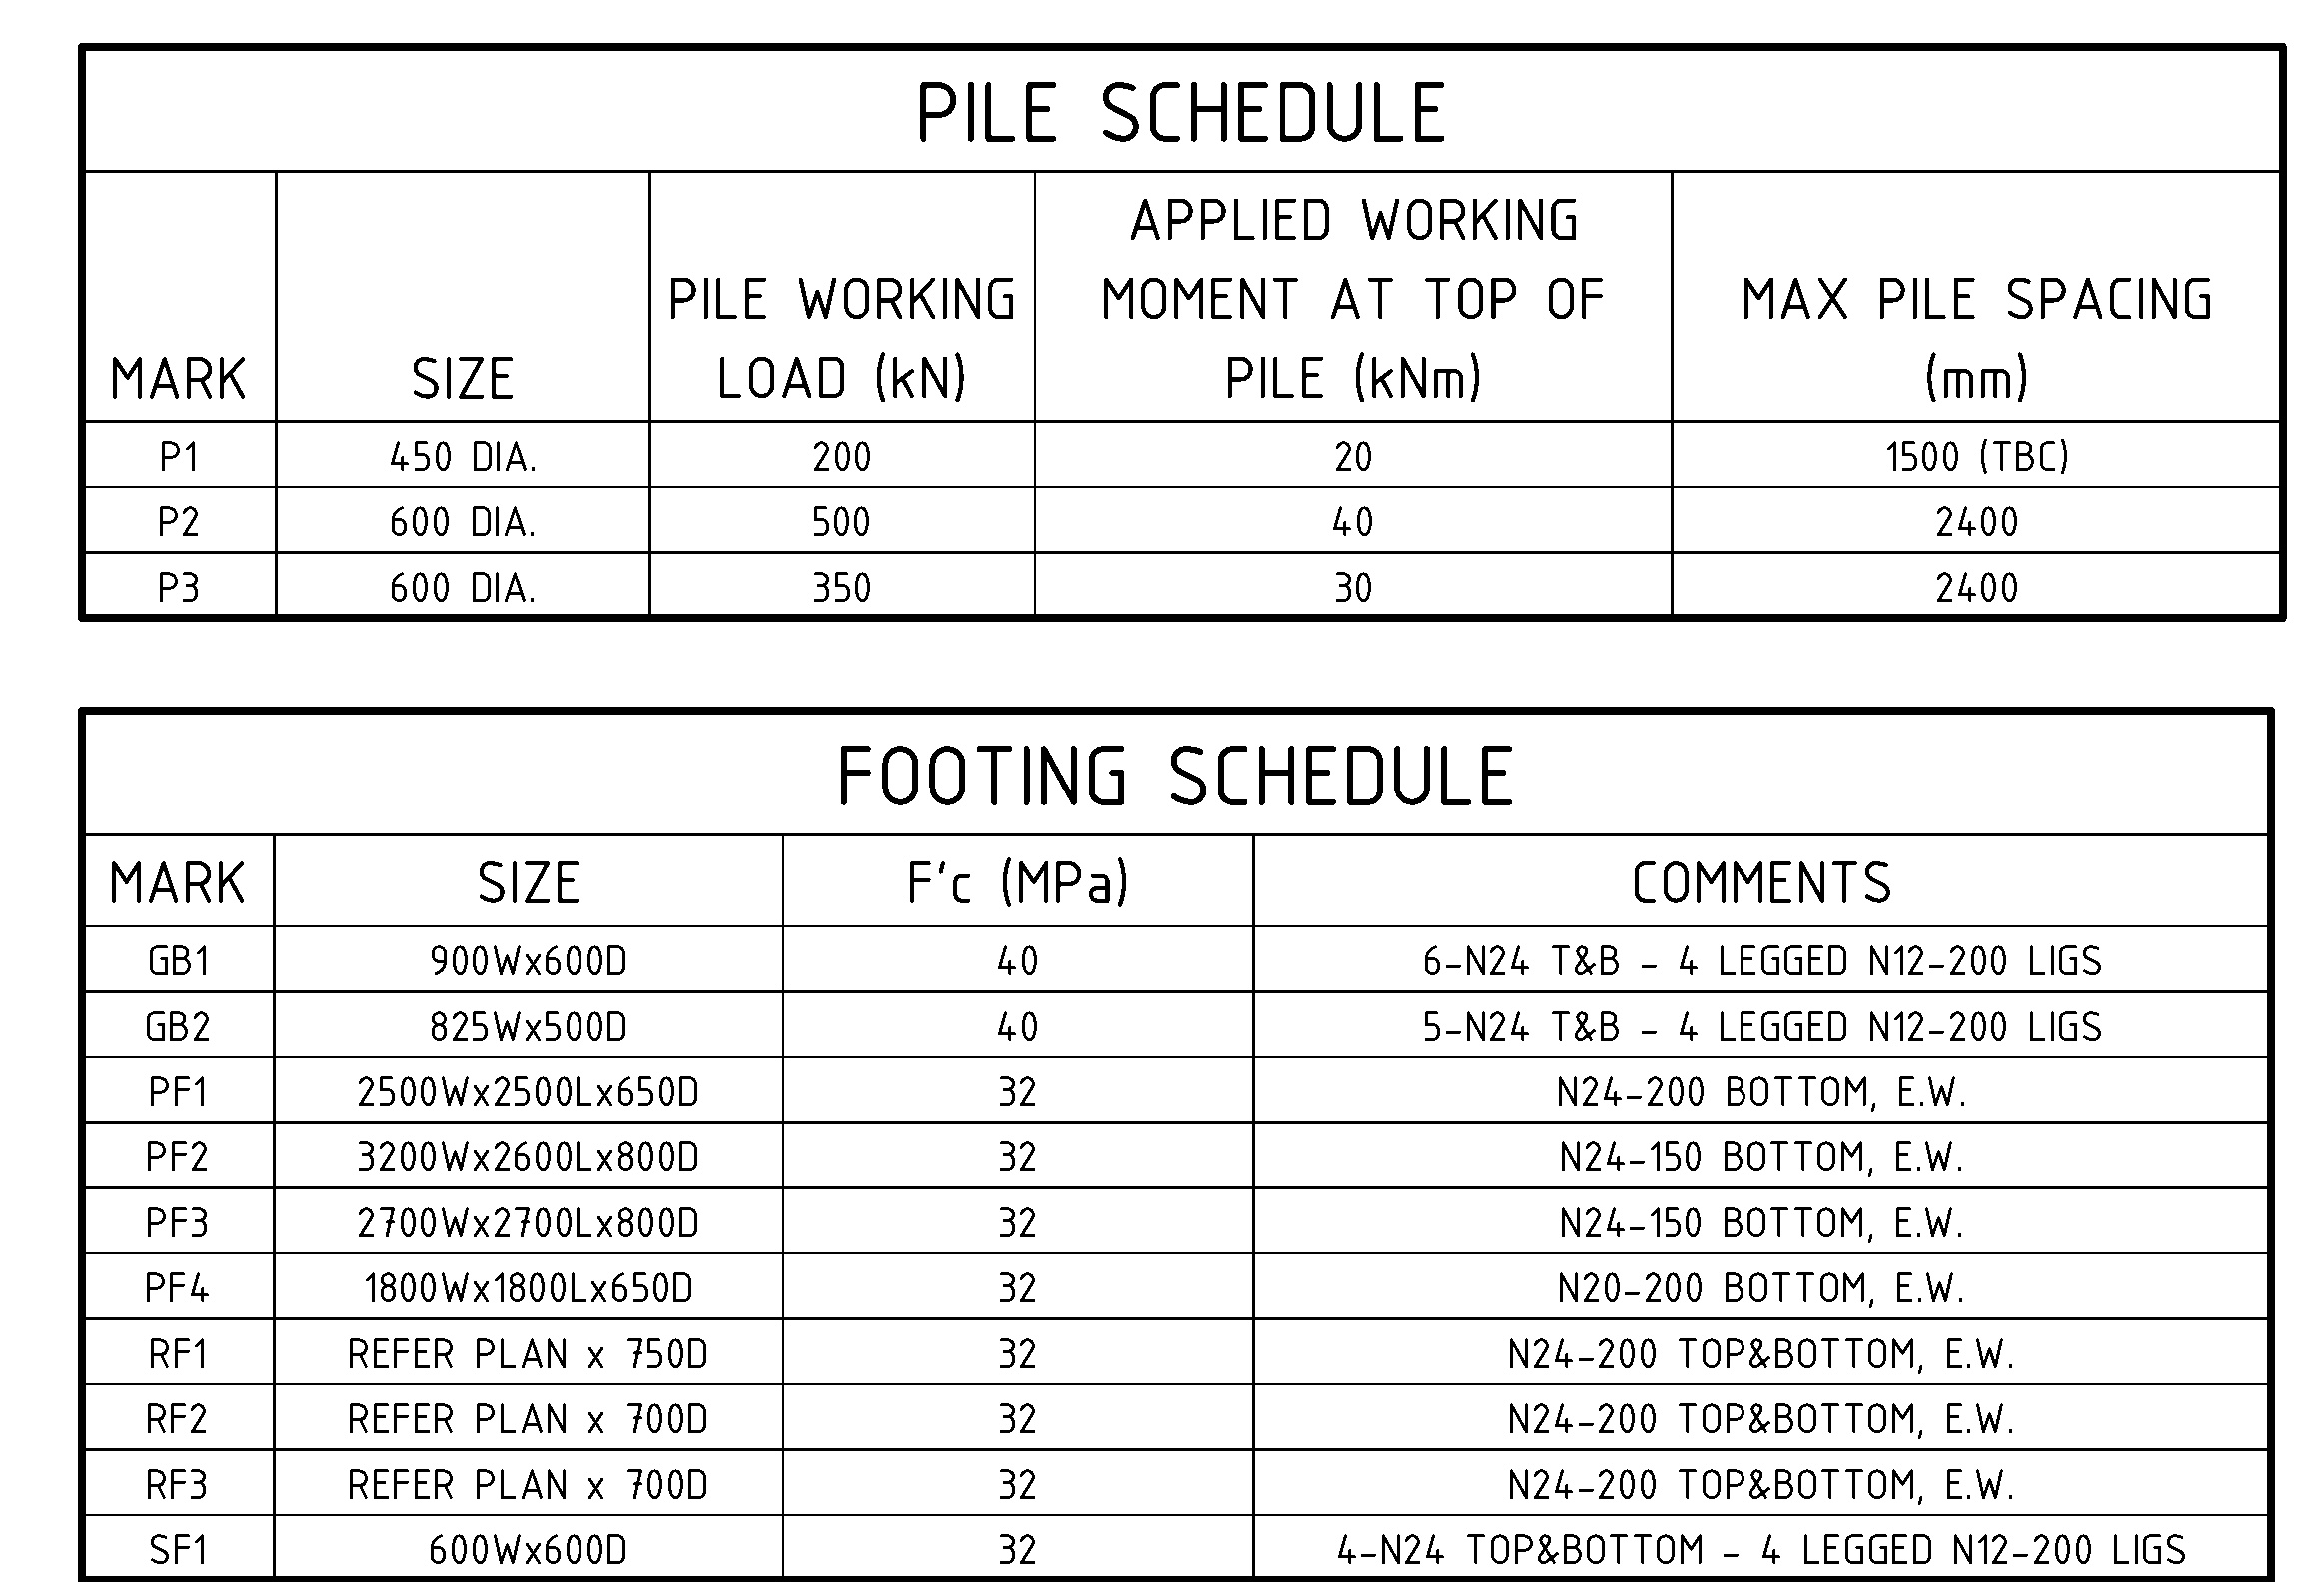 PILE SCHEDULE
MARK SIZE PILE WORKING LOAD (kN) APPLIED WORKING MOMENT AT TOP OF PILE (kNm) MAX PILE SPACING (mm)
P1 450 DIA. 200 20 1500 (TBC)
P2 600 DIA. 500 40 2400
P3 600 DIA. 350 30 2400
FOOTING SCHEDULE
MARK SIZE F'c (MPa) COMMENTS
GB1 900Wx600D 40 6-N24 T&B - 4 LEGGED N12-200 LIGS
GB2 825Wx500D 40 5-N24 T&B - 4 LEGGED N12-200 LIGS
PF1 2500Wx2500Lx650D 32 N24-200 BOTTOM, E.W.
PF2 3200Wx2600Lx800D 32 N24-150 BOTTOM, E.W.
PF3 2700Wx2700Lx800D 32 N24-150 BOTTOM, E.W.
PF4 1800Wx1800Lx650D 32 N20-200 BOTTOM, E.W.
RF1 REFER PLAN x 750D 32 N24-200 TOP&BOTTOM, E.W.
RF2 REFER PLAN x 700D 32 N24-200 TOP&BOTTOM, E.W.
RF3 REFER PLAN x 700D 32 N24-200 TOP&BOTTOM, E.W.
SF1 600Wx600D 32 4-N24 TOP&BOTTOM - 4 LEGGED N12-200 LIGS